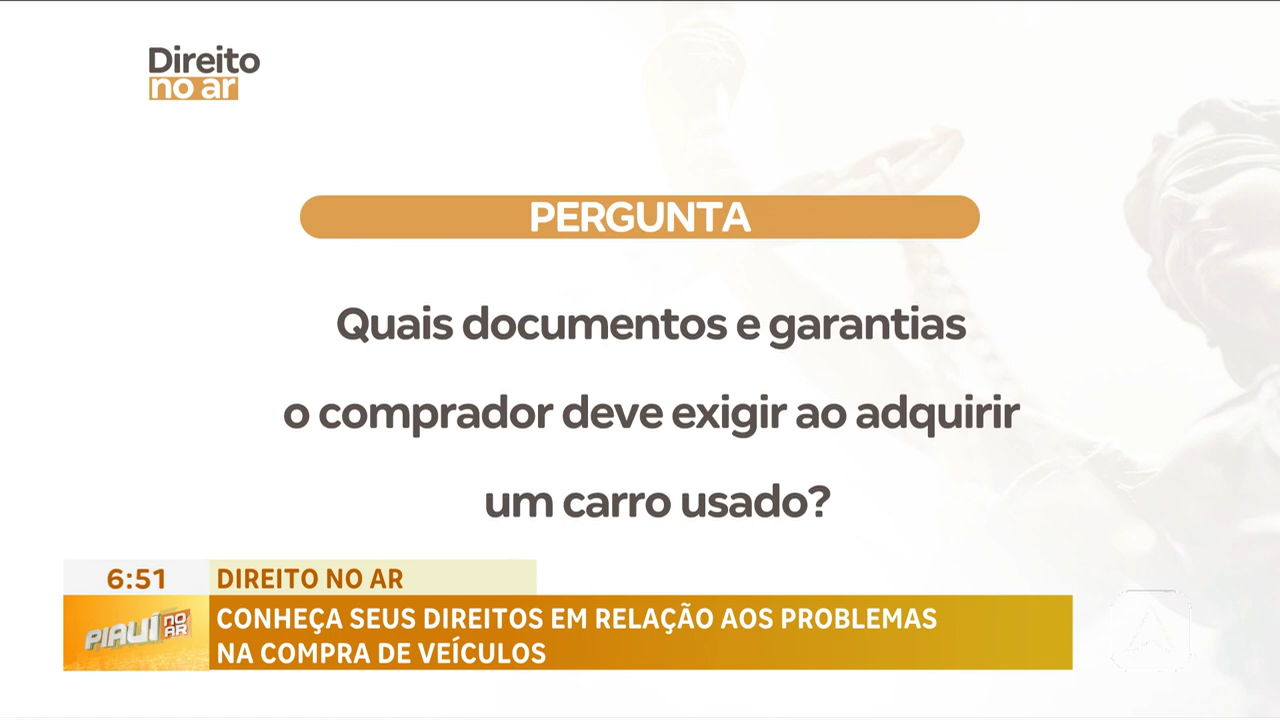 Direito
no ar
PERGUNTA
Quais documentos e garantias
o comprador deve exigir ao adquirir
um carro usado?
6:51
DIREITO NO AR
PIAUÍ NO AR
CONHEÇA SEUS DIREITOS EM RELAÇÃO AOS PROBLEMAS
NA COMPRA DE VEÍCULOS